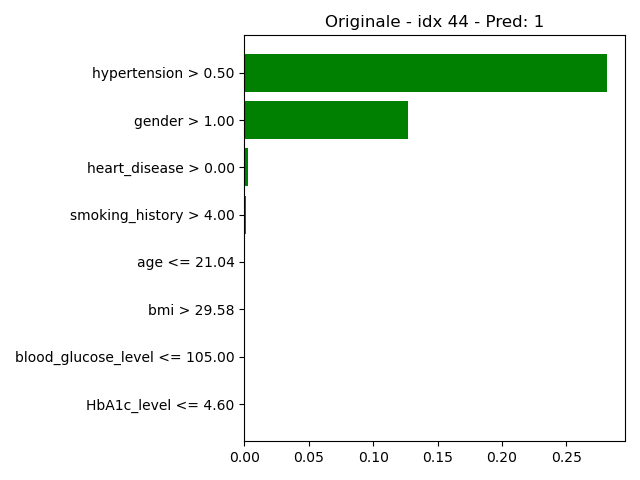 Originale - idx 44 - Pred: 1
hypertension > 0.50
gender > 1.00
heart_disease > 0.00
smoking_history > 4.00
age <= 21.04
bmi > 29.58
blood_glucose_level <= 105.00
HbA1c_level <= 4.60
0.00 0.05 0.10 0.15 0.20 0.25